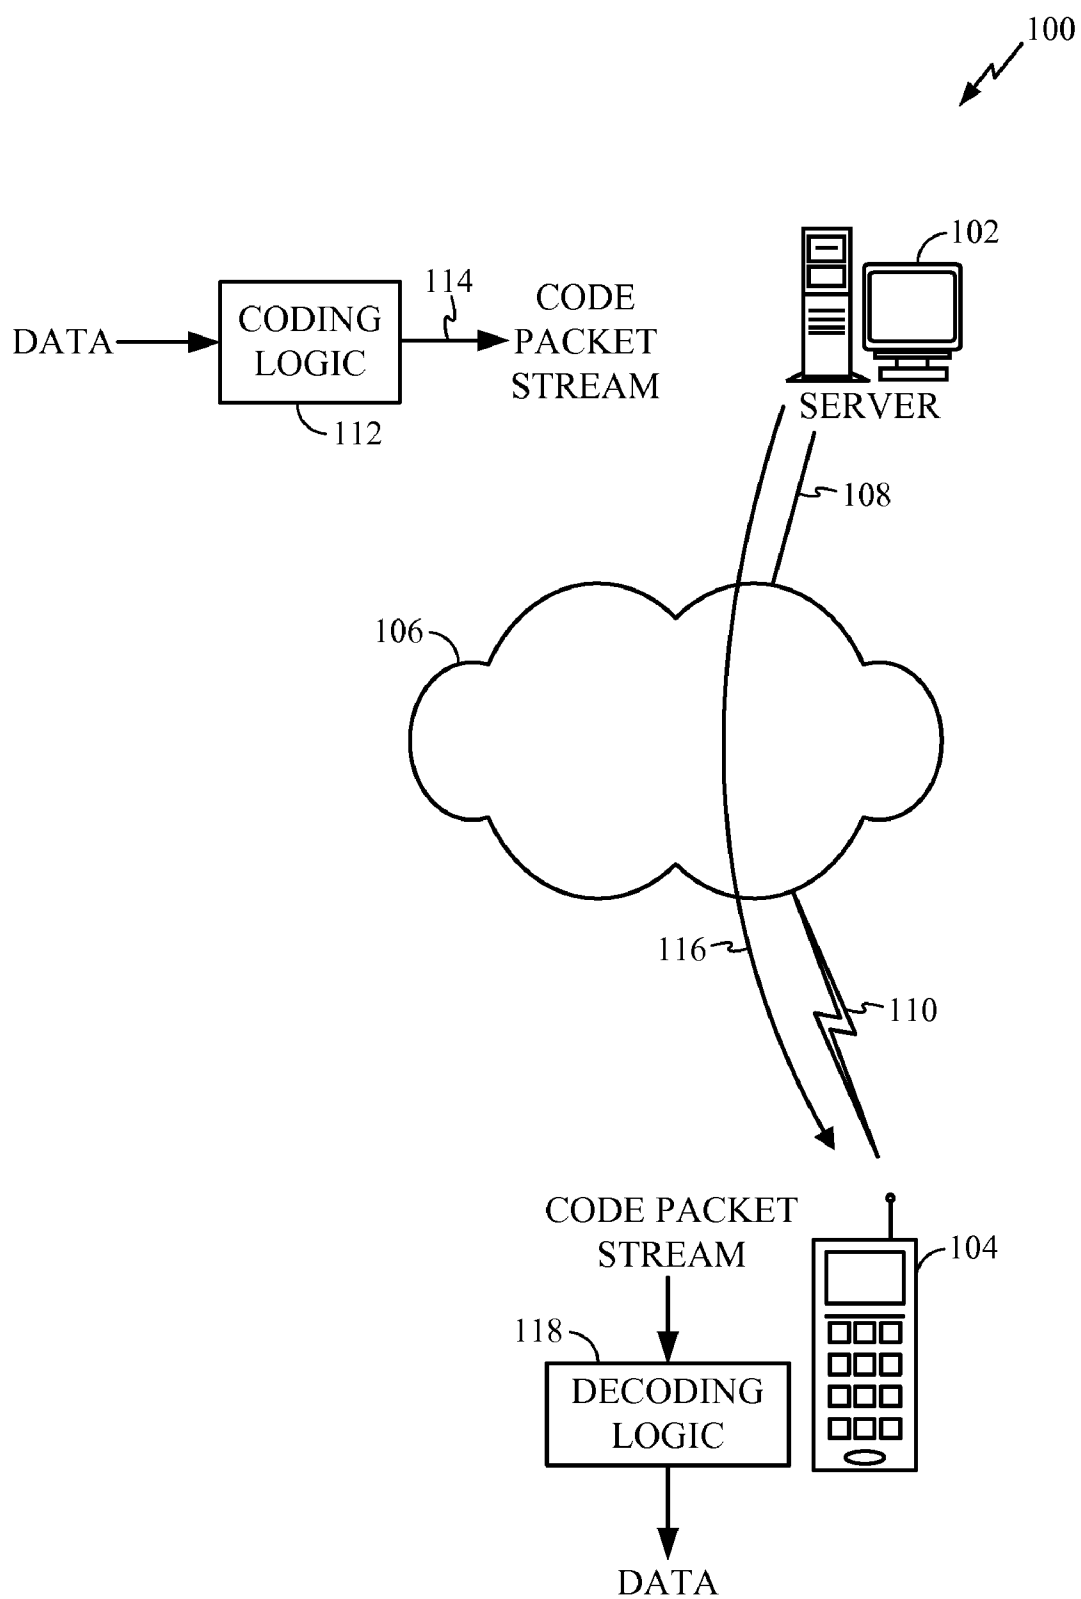 100
102
114
CODE
PACKET
STREAM
DATA
CODING
LOGIC
112
SERVER
108
106
116
110
CODE PACKET
STREAM
104
118
DECODING
LOGIC
DATA